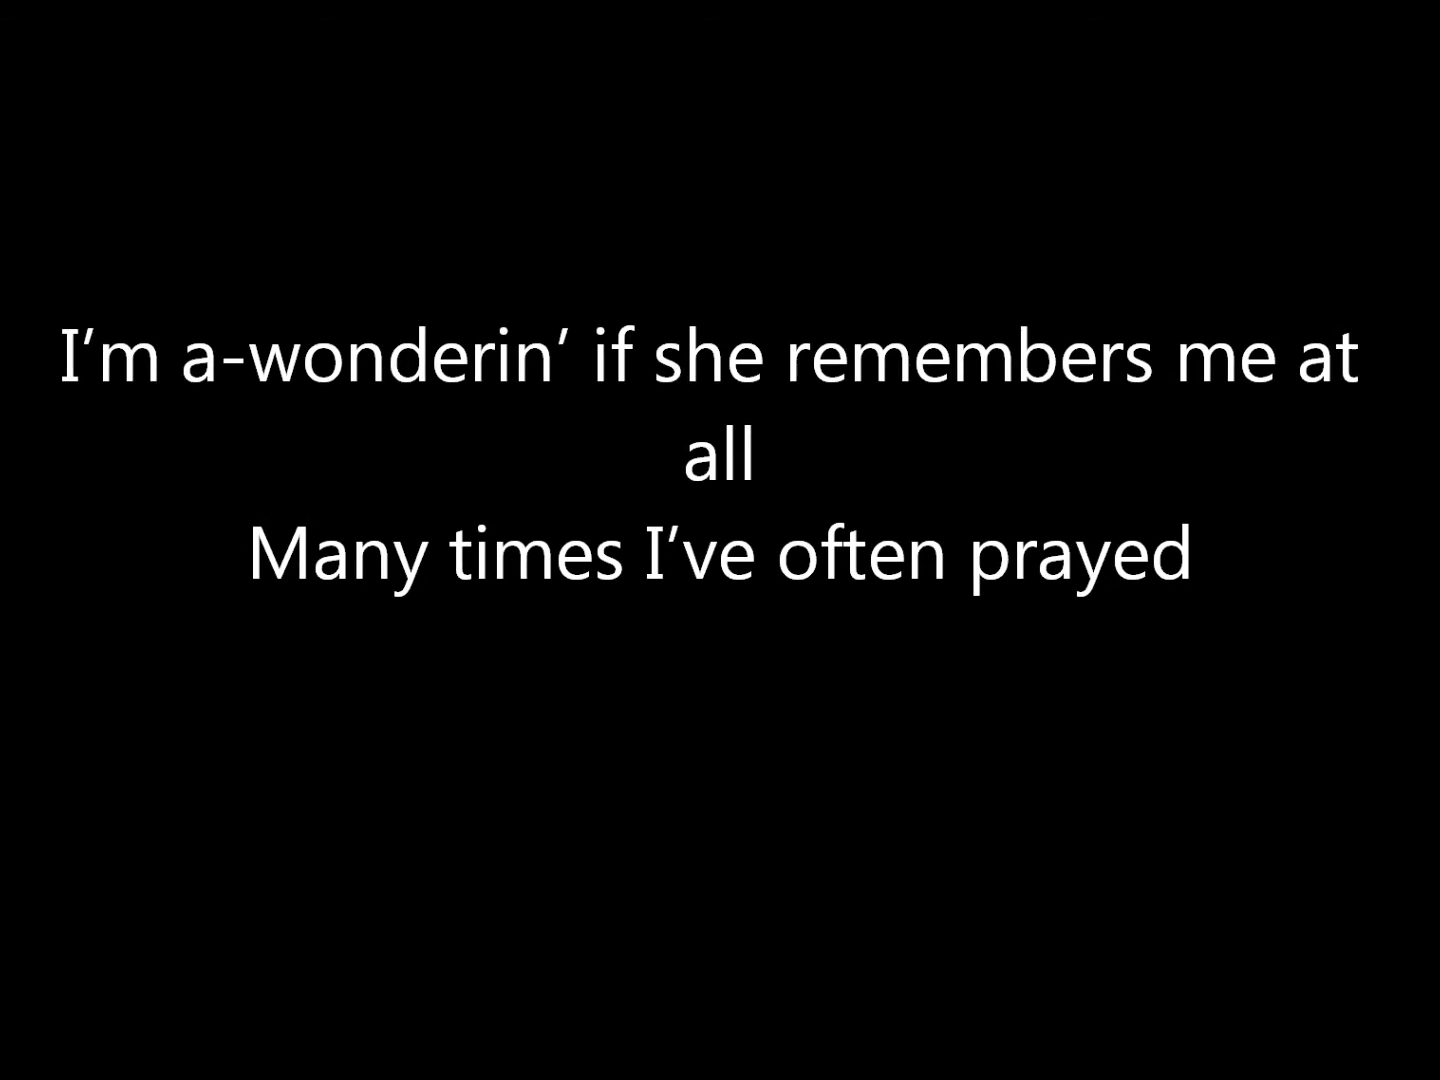 I’m a-wonderin’ if she remembers me at
all
Many times I’ve often prayed